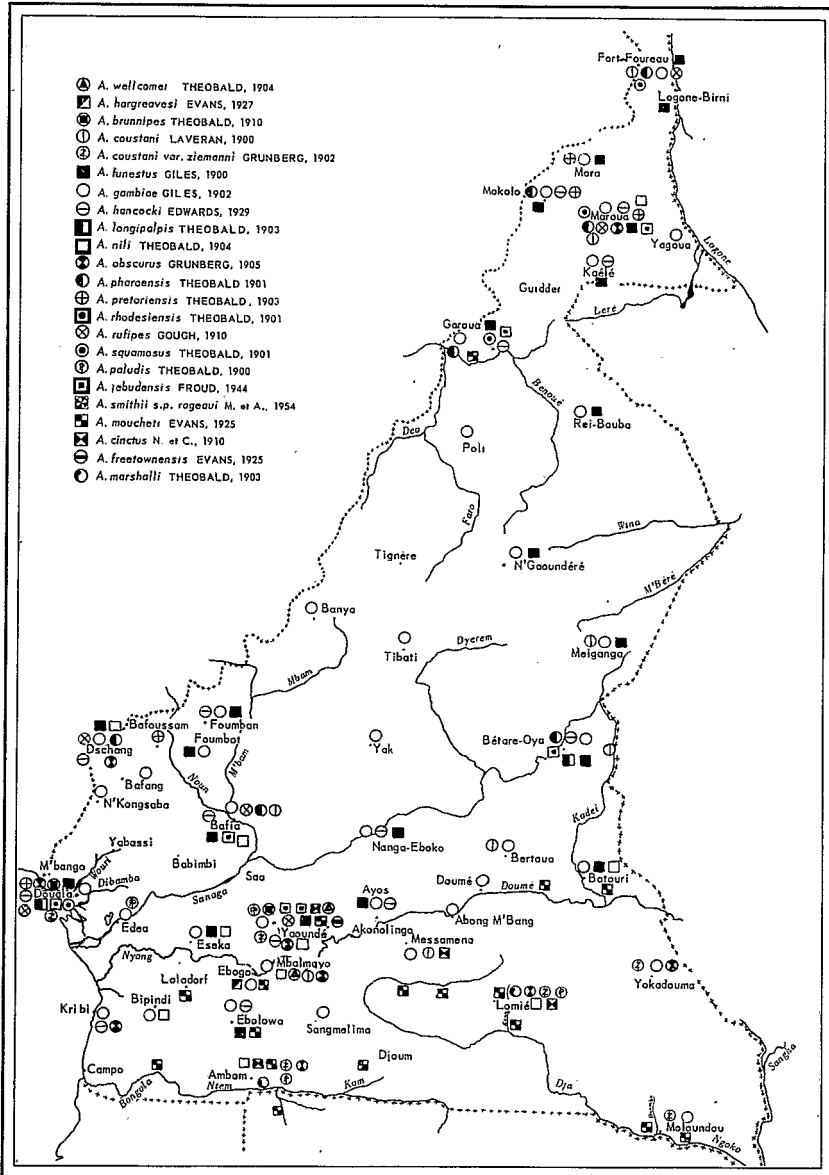 A. wellcomei THEOBALD, 1904
A. hargreavesi EVANS, 1927
A. brunnipes THEOBALD, 1910
A. coustani LAVERAN, 1900
A. coustani var. ziemanni GRUNBERG, 1902
A. funestus GILES, 1900
A. gambiae GILES, 1902
A. hancocki EDWARDS, 1929
A. longipalpis THEOBALD, 1903
A. nili THEOBALD, 1904
A. obscurus GRUNBERG, 1905
A. pharoensis THEOBALD 1901
A. pretoriensis THEOBALD, 1903
A. rhodesiensis THEOBALD, 1901
A. rufipes GOUGH, 1910
A. squamosus THEOBALD, 1901
A. paludis THEOBALD, 1900
A. jebudensis FROUD, 1944
A. smithii s.p. rageaui M. et A., 1954
A. moucheti EVANS, 1925
A. cinctus N. et C., 1910
A. freetownensis EVANS, 1925
A. marshalli THEOBALD, 1903
Fort-Foureau
Logone-Birni
Mora
Mokolo
Maroua
Yagoua
Logone
Kaélé
Guidder
Leré
Garoua
Benoué
Rei-Bouba
Deo
Poli
Faro
Tignère
N'Gaoundéré
Wina
M'Béré
Banyo
Tibati
Dyerem
Meiganga
Mbam
Bafoussam
Foumban
Dschang
Foumbot
Yak
Bétare-Oya
Bafang
Noun
M'bam
N'Kongsaba
Bafia
Kadei
Yabassi
Nanga-Eboko
Bertoua
Babimbi
Saa
M'banga
Wouri
Dibamba
Douala
Sanaga
Ayos
Doumé
Doumé
Batouri
Edea
Yaoundé
Akonolinga
Abong M'Bang
Eseka
Messamena
Nyong
Mbalmayo
Yokadouma
Lolodorf
Ebogo
Kribi
Bipindi
Lomié
Ebolowa
Sangmelima
Sangha
Campo
Djoum
Ambam
Bongola
Ntem
Kom
Dja
Moloundou
Ngoko